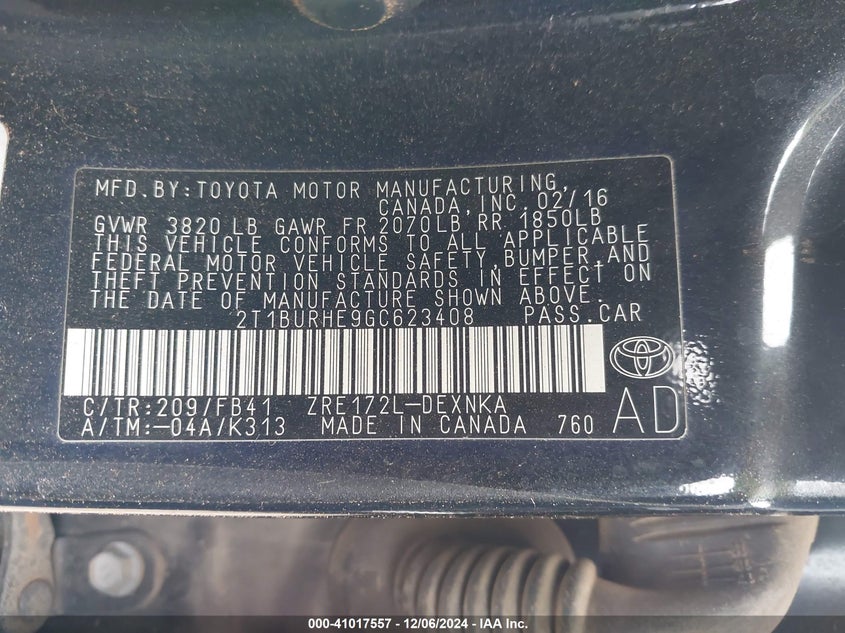 MFD. BY: TOYOTA MOTOR MANUFACTURING,
CANADA, INC. 02/16
GVWR 3820 LB GAWR FR 2070LB, RR 1850LB
THIS VEHICLE CONFORMS TO ALL APPLICABLE
FEDERAL MOTOR VEHICLE SAFETY, BUMPER, AND
THEFT PREVENTION STANDARDS IN EFFECT ON
THE DATE OF MANUFACTURE SHOWN ABOVE.
2T1BURHE9GC623408 PASS. CAR
C/TR: 209/FB41 ZRE172L-DEXNKA
A/TM: -04A/K313 MADE IN CANADA 760 AD
000-41017557 - 12/06/2024 - IAA Inc.